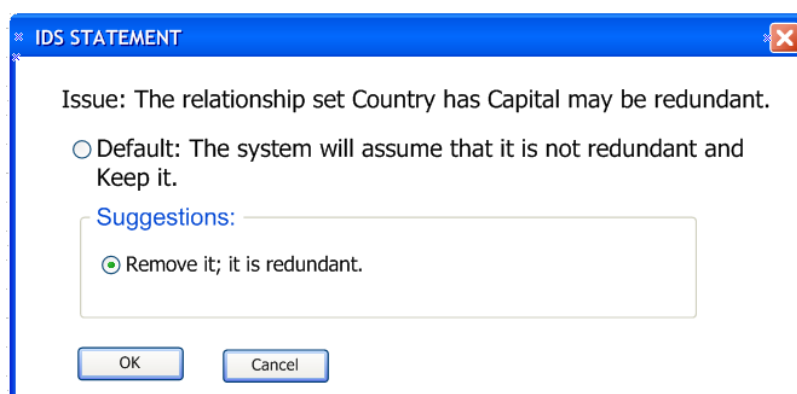 IDS STATEMENT
Issue: The relationship set Country has Capital may be redundant.
Default: The system will assume that it is not redundant and
Keep it.
Suggestions:
Remove it; it is redundant.
OK
Cancel